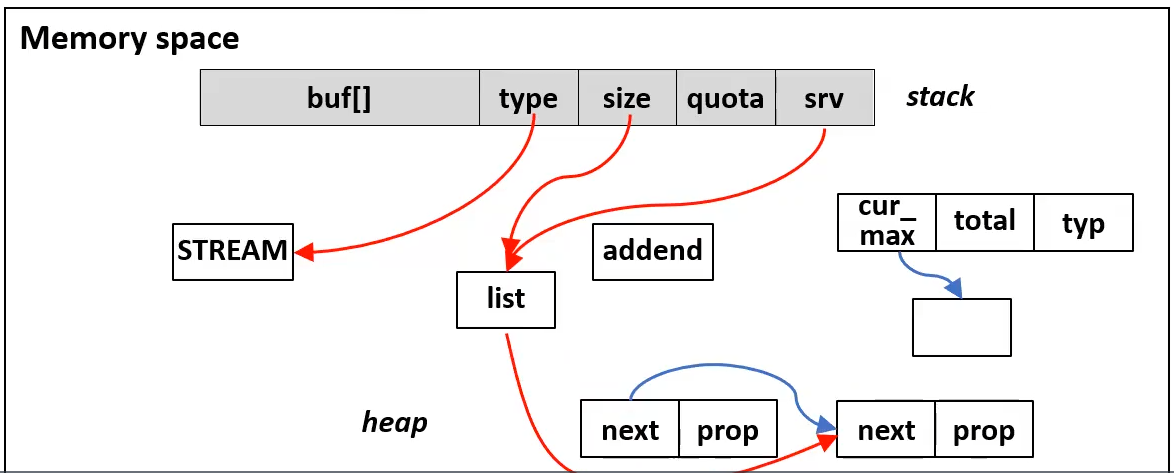 Memory space
buf[] type size quota srv stack
cur_
max total typ
STREAM addend
list
heap next prop next prop